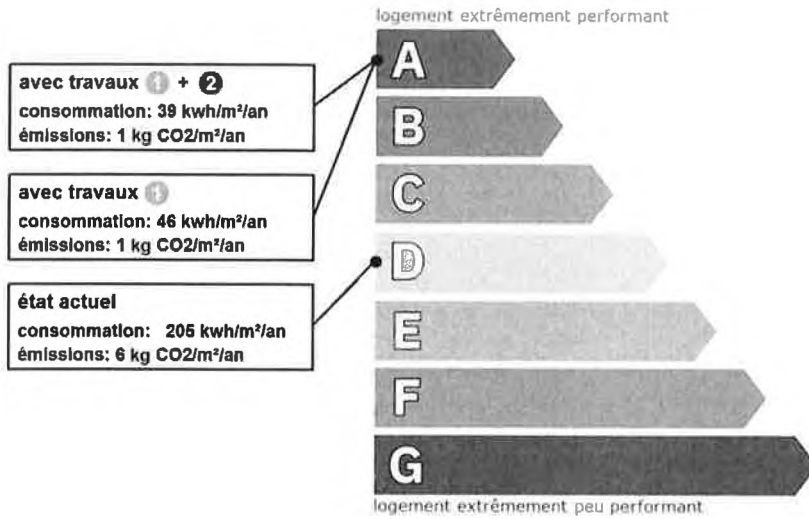 logement extrêmement performant
avec travaux 1 + 2
consommation: 39 kwh/m²/an
émissions: 1 kg CO2/m²/an
avec travaux 1
consommation: 46 kwh/m²/an
émissions: 1 kg CO2/m²/an
état actuel
consommation: 205 kwh/m²/an
émissions: 6 kg CO2/m²/an
A
B
C
D
E
F
G
logement extrêmement peu performant